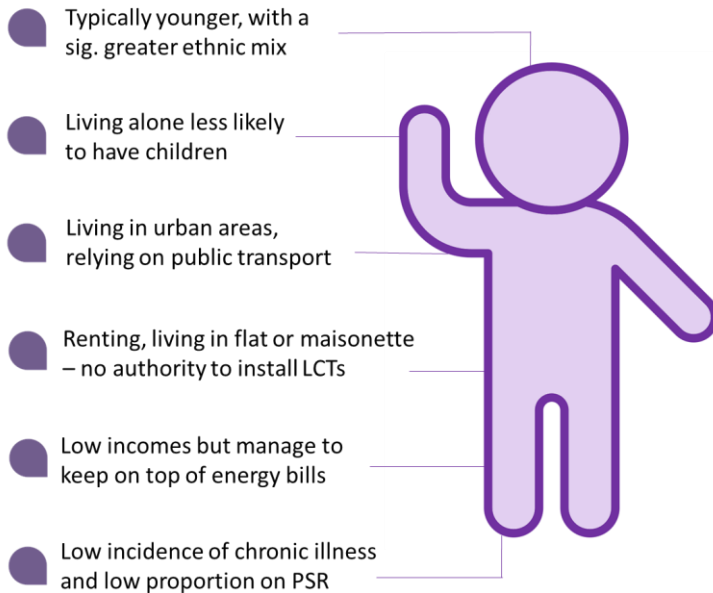 Typically younger, with a
sig. greater ethnic mix
Living alone less likely
to have children
Living in urban areas,
relying on public transport
Renting, living in flat or maisonette
– no authority to install LCTs
Low incomes but manage to
keep on top of energy bills
Low incidence of chronic illness
and low proportion on PSR